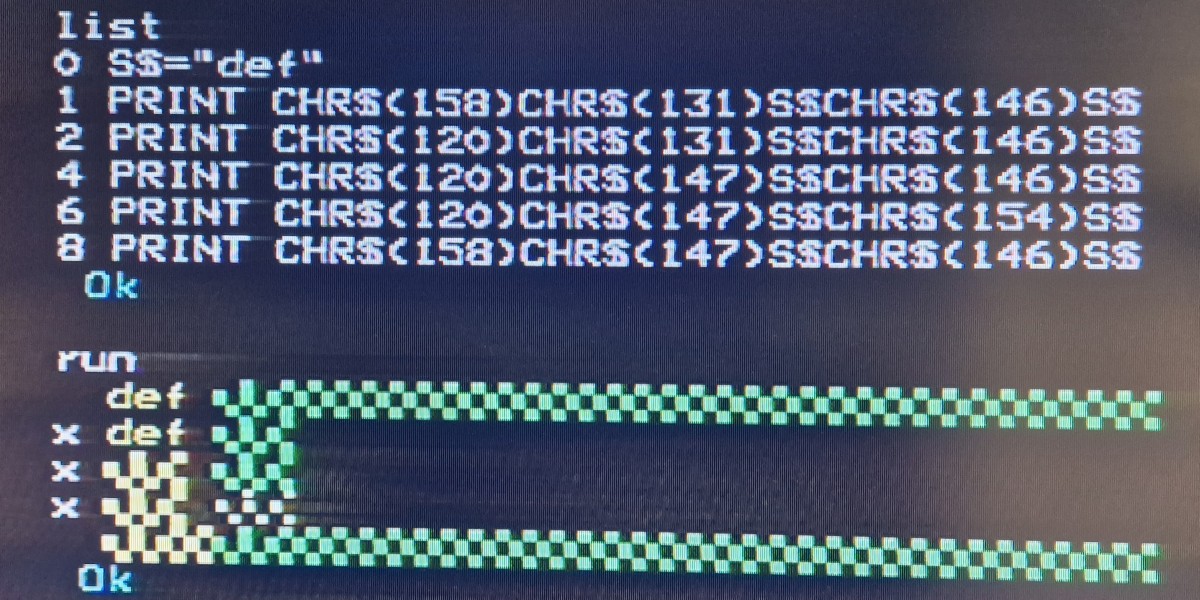 list
0 S$="def"
1 PRINT CHR$(158)CHR$(131)S$CHR$(146)S$
2 PRINT CHR$(120)CHR$(131)S$CHR$(146)S$
4 PRINT CHR$(120)CHR$(147)S$CHR$(146)S$
6 PRINT CHR$(120)CHR$(147)S$CHR$(154)S$
8 PRINT CHR$(158)CHR$(147)S$CHR$(146)S$
Ok
run
def
x def
x
x
Ok